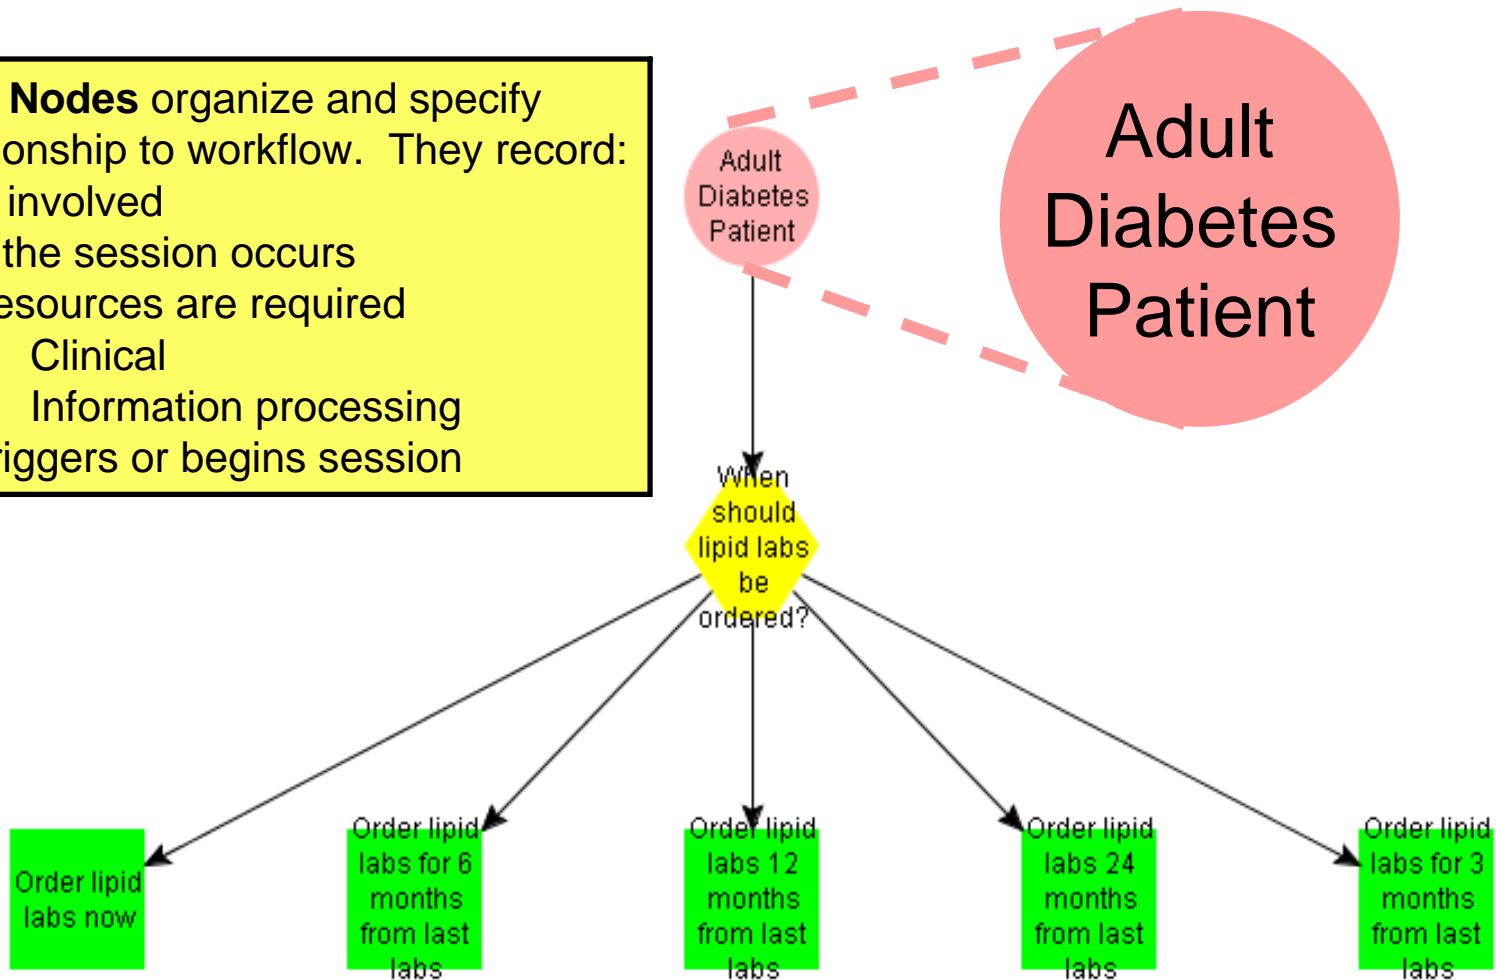 Nodes organize and specify
onship to workflow. They record:
involved
the session occurs
esources are required
Clinical
Information processing
riggers or begins session
Adult
Diabetes
Patient
Adult
Diabetes
Patient
When
should
lipid labs
be
ordered?
Order lipid
labs now
Order lipid
labs for 6
months
from last
labs
Order lipid
labs 12
months
from last
labs
Order lipid
labs 24
months
from last
labs
Order lipid
labs for 3
months
from last
labs